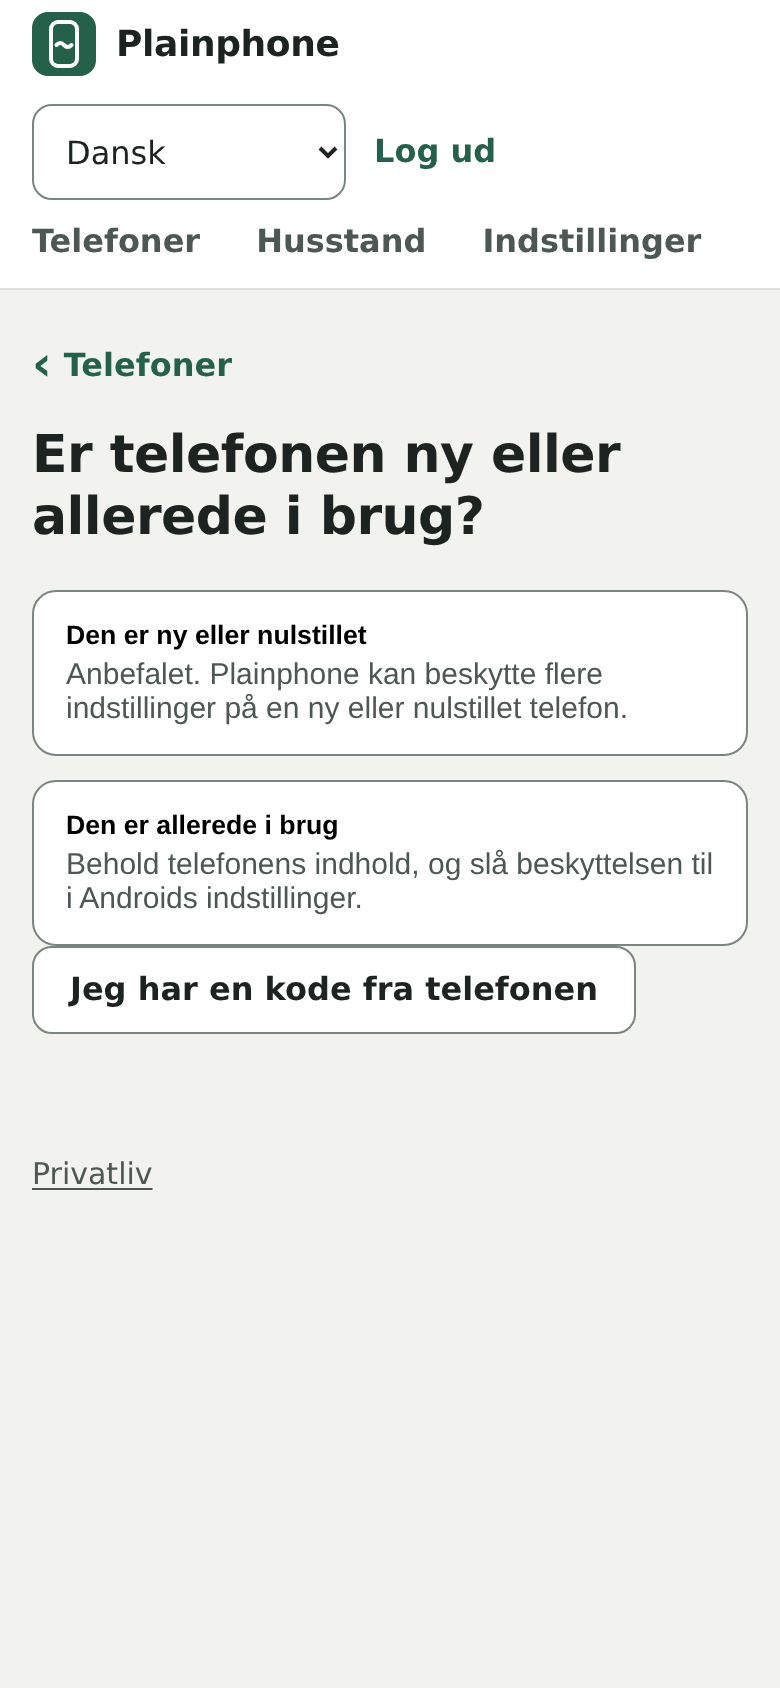 Plainphone
Dansk
Log ud
Telefoner
Husstand
Indstillinger
‹ Telefoner
Er telefonen ny eller
allerede i brug?
Den er ny eller nulstillet
Anbefalet. Plainphone kan beskytte flere
indstillinger på en ny eller nulstillet telefon.
Den er allerede i brug
Behold telefonens indhold, og slå beskyttelsen til
i Androids indstillinger.
Jeg har en kode fra telefonen
Privatliv